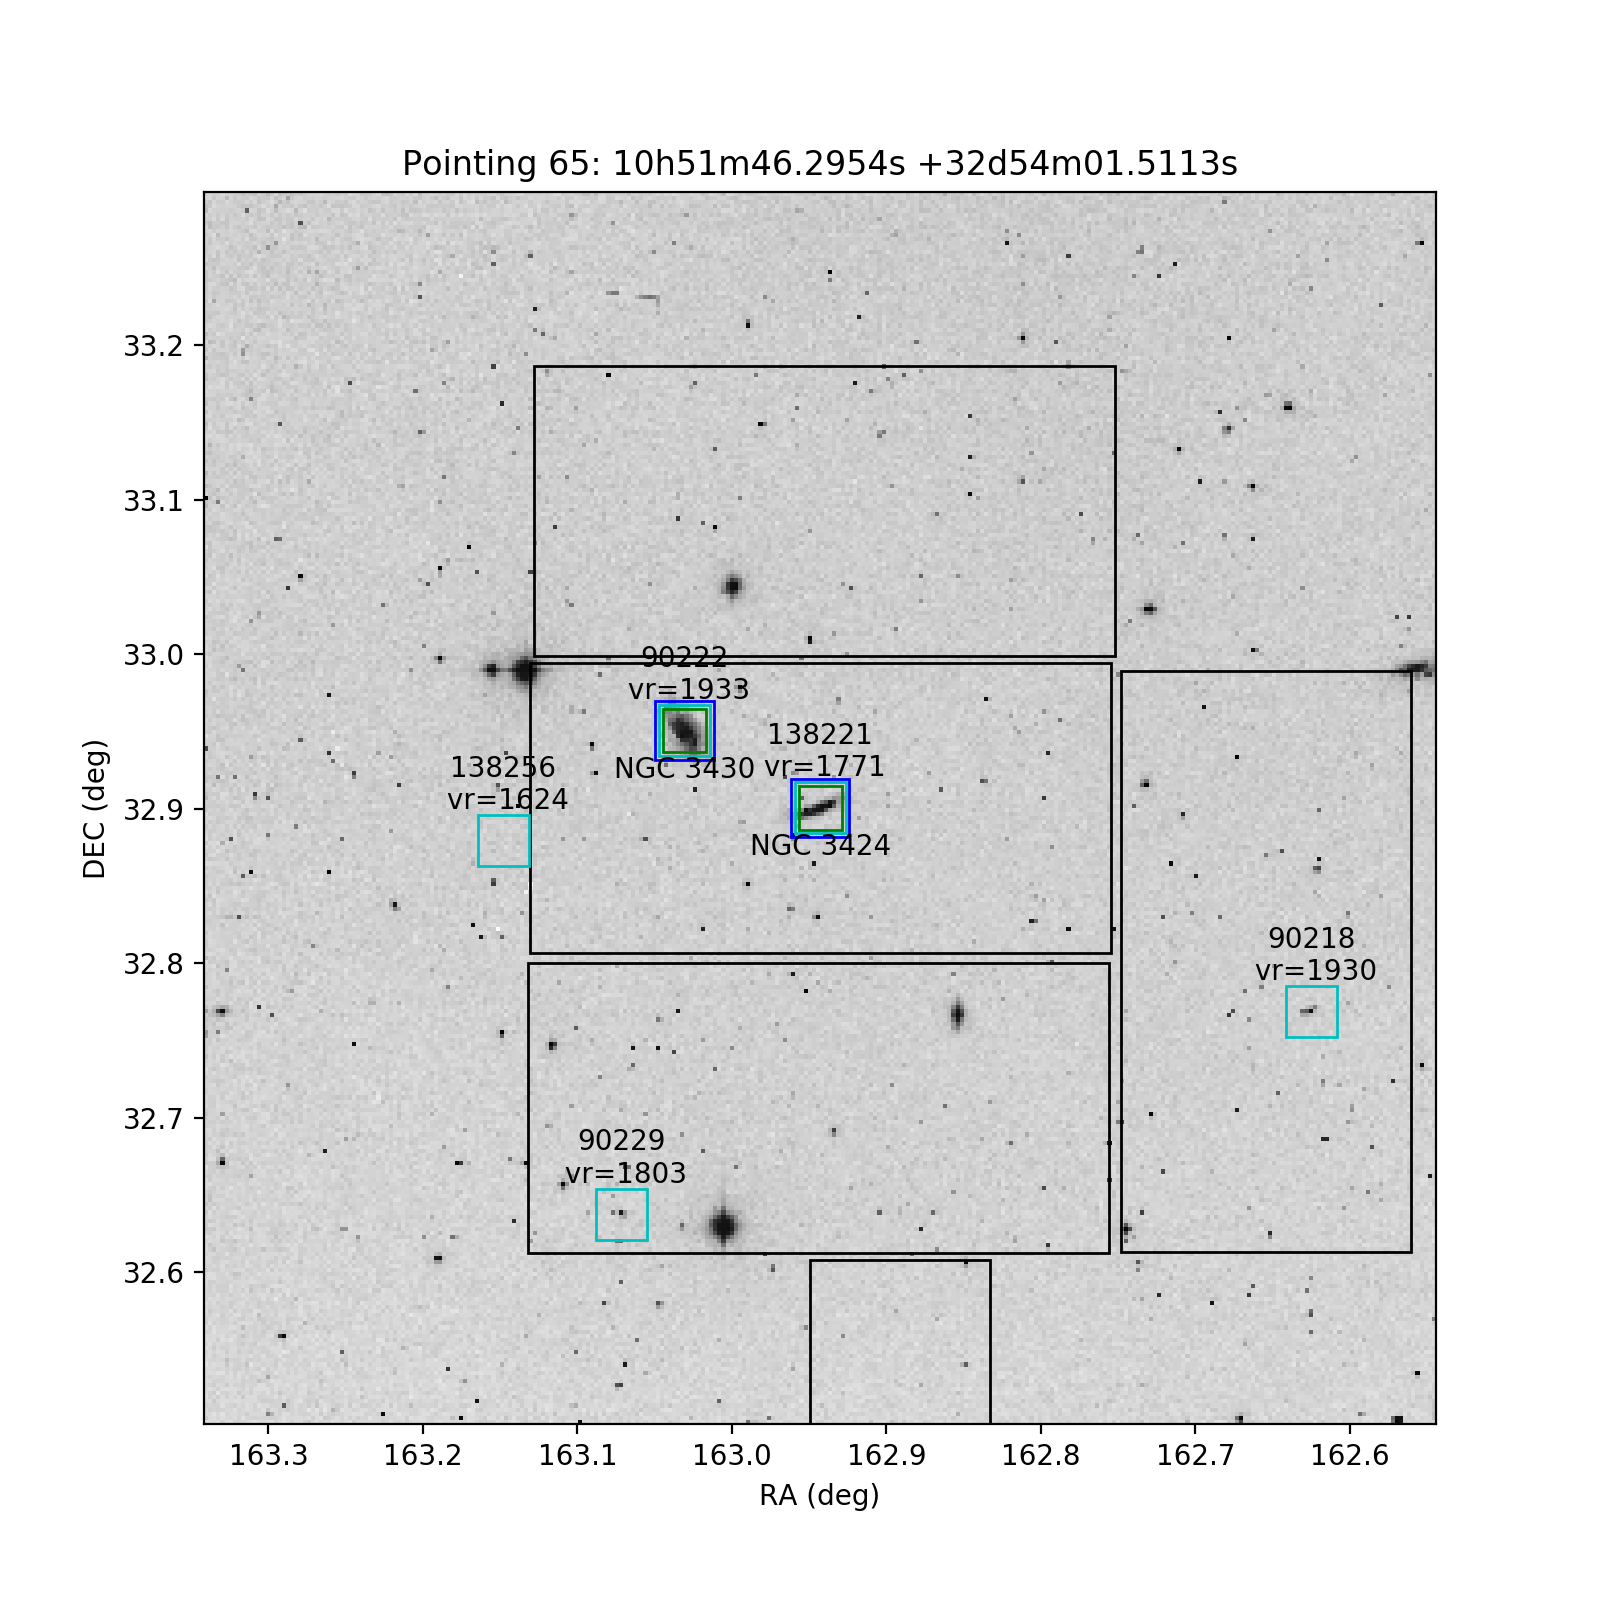 Pointing 65: 10h51m46.2954s +32d54m01.5113s
33.2
33.1
33.0
32.9
32.8
32.7
32.6
DEC (deg)
90222
vr=1933
NGC 3430
138221
vr=1771
NGC 3424
138256
vr=1624
90218
vr=1930
90229
vr=1803
163.3
163.2
163.1
163.0
162.9
162.8
162.7
162.6
RA (deg)